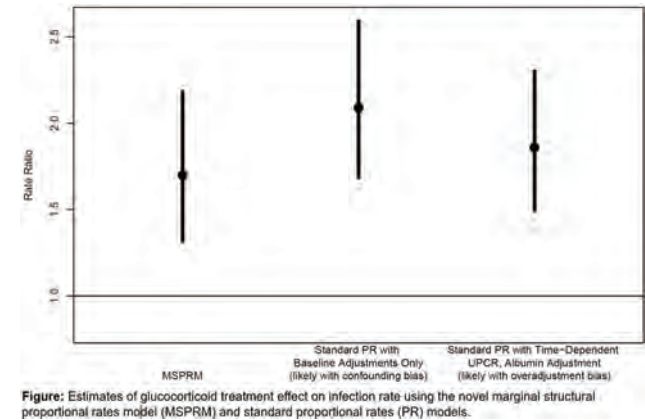 2.5
2.0
Rate Ratio
1.5
1.0
Standard PR with Standard PR with Time-Dependent
Baseline Adjustments Only UPCR, Albumin Adjustment
MSPRM (likely with confounding bias) (likely with overadjustment bias)
Figure: Estimates of glucocorticoid treatment effect on infection rate using the novel marginal structural
proportional rates model (MSPRM) and standard proportional rates (PR) models.